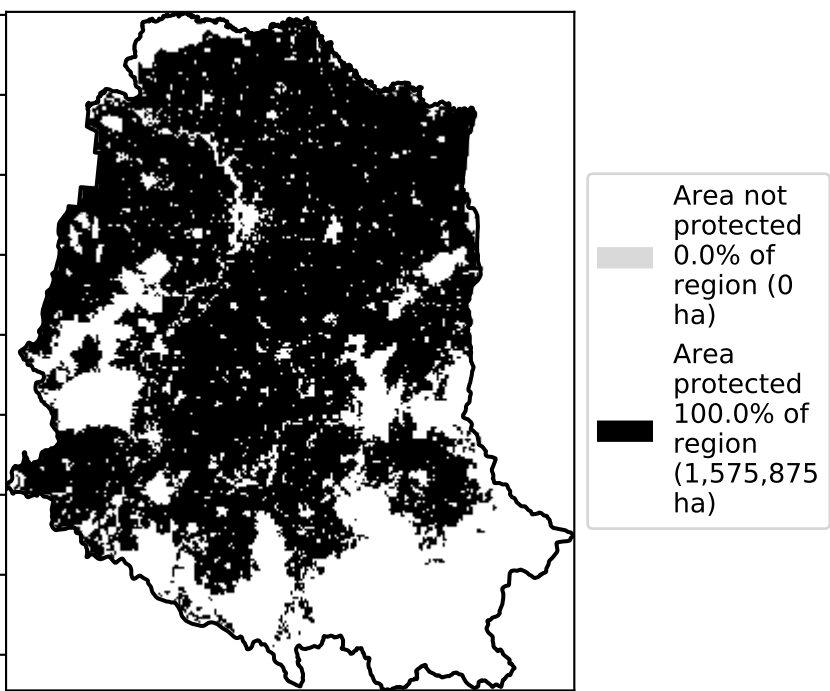 Area not
protected
0.0% of
region (0
ha)
Area
protected
100.0% of
region
(1,575,875
ha)